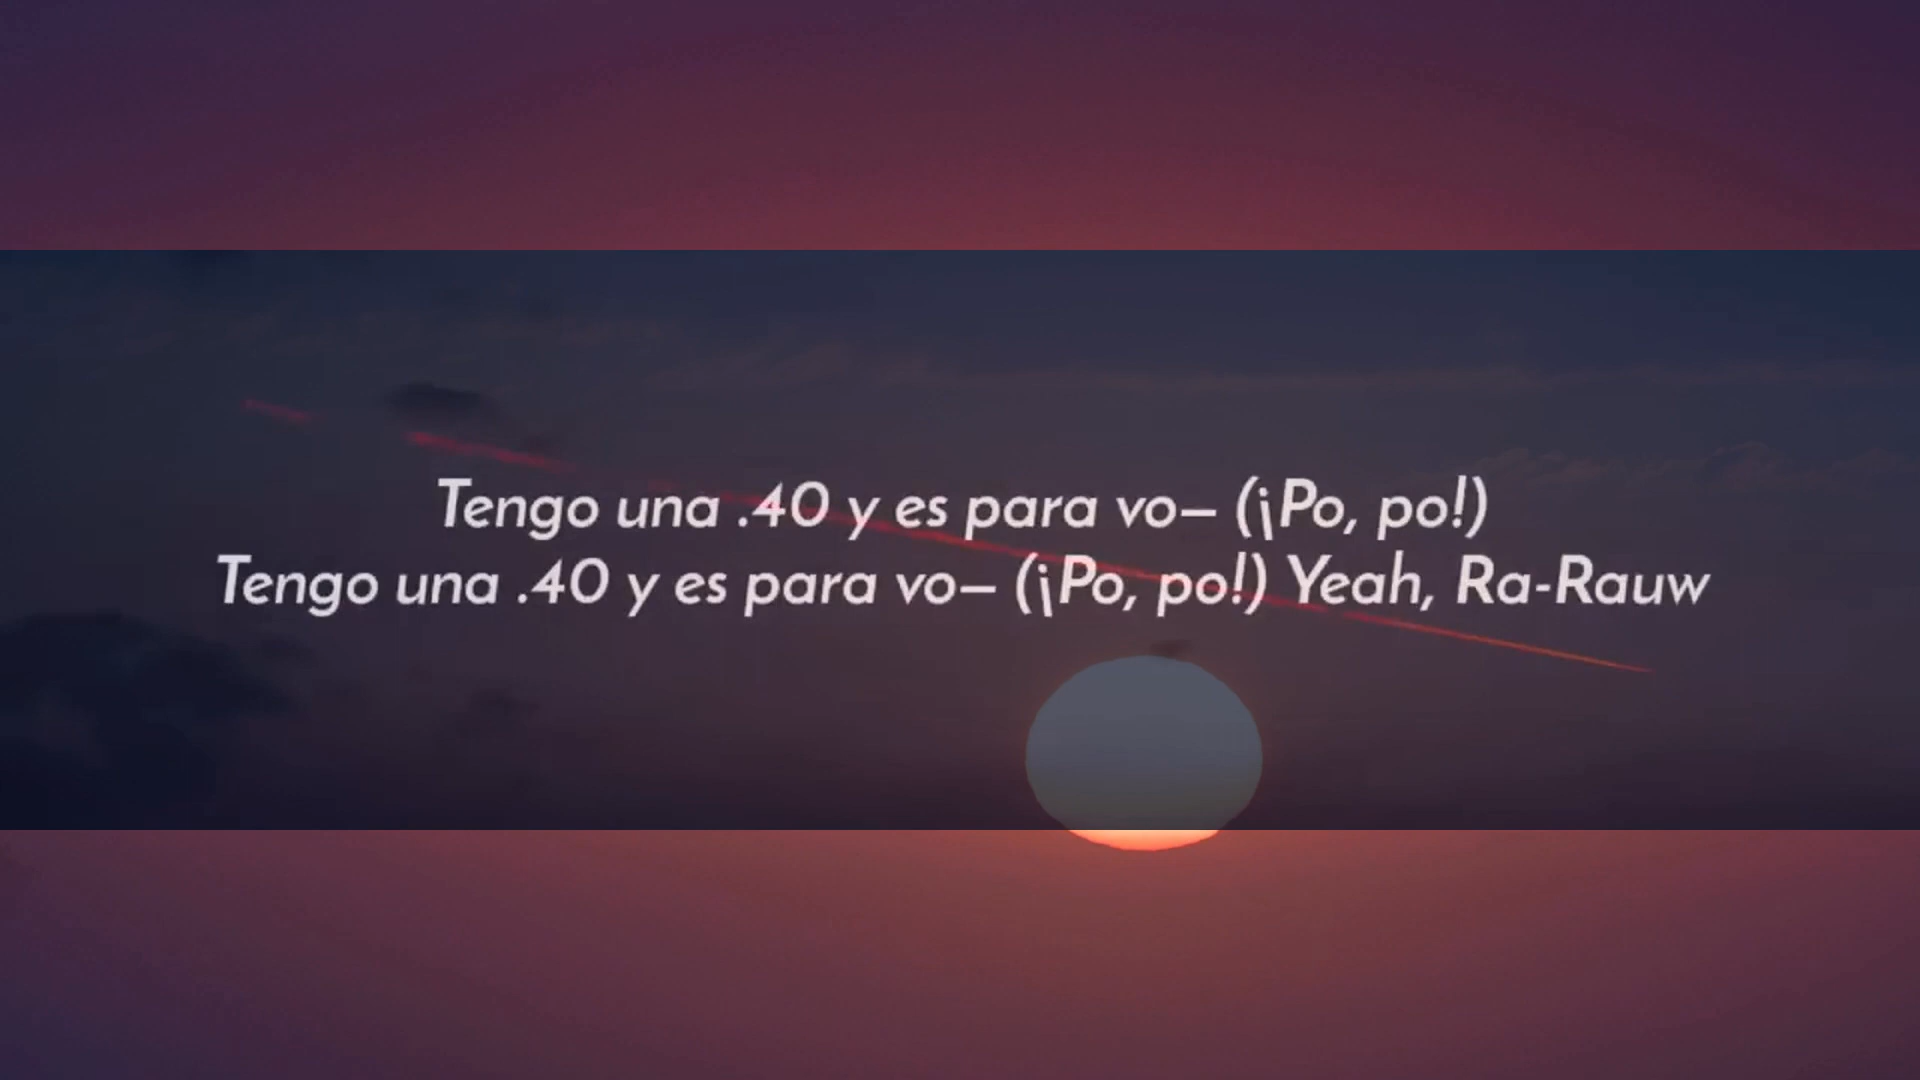 Tengo una .40 y es para vo– (¡Po, po!)
Tengo una .40 y es para vo– (¡Po, po!) Yeah, Ra-Rauw